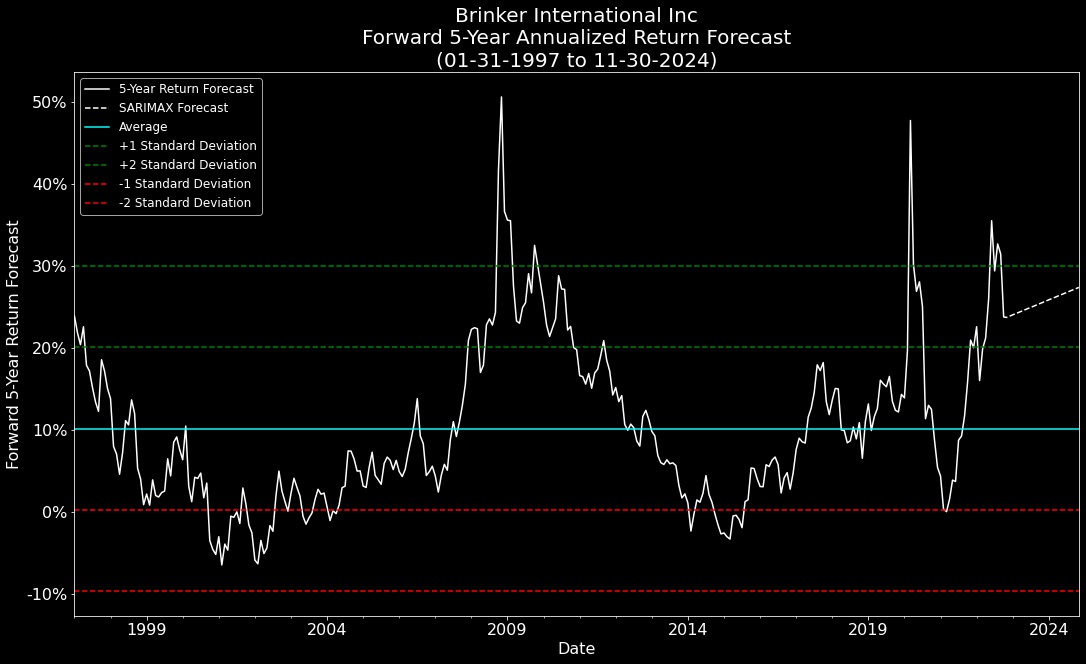 Brinker International Inc
Forward 5-Year Annualized Return Forecast
(01-31-1997 to 11-30-2024)
5-Year Return Forecast
SARIMAX Forecast
Average
+1 Standard Deviation
+2 Standard Deviation
-1 Standard Deviation
-2 Standard Deviation
Forward 5-Year Return Forecast
50%
40%
30%
20%
10%
0%
-10%
1999
2004
2009
2014
2019
2024
Date